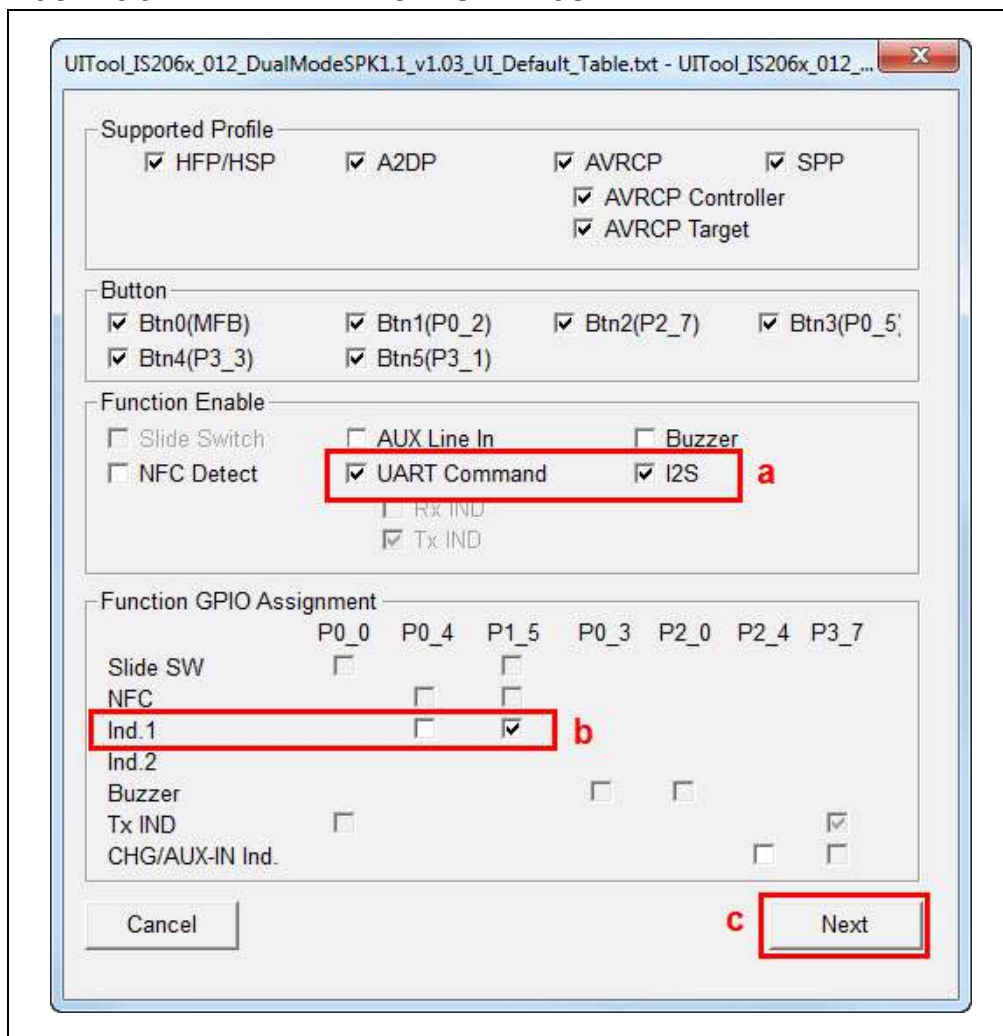 UITool_IS206x_012_DualModeSPK1.1_v1.03_UI_Default_Table.txt - UITool_IS206x_012_...
Supported Profile
HFP/HSP A2DP AVRCP SPP
AVRCP Controller
AVRCP Target
Button
Btn0(MFB) Btn1(P0_2) Btn2(P2_7) Btn3(P0_5)
Btn4(P3_3) Btn5(P3_1)
Function Enable
Slide Switch AUX Line In Buzzer
NFC Detect UART Command I2S a
Rx IND
Tx IND
Function GPIO Assignment
P0_0 P0_4 P1_5 P0_3 P2_0 P2_4 P3_7
Slide SW
NFC
Ind.1 b
Ind.2
Buzzer
Tx IND
CHG/AUX-IN Ind.
Cancel c Next